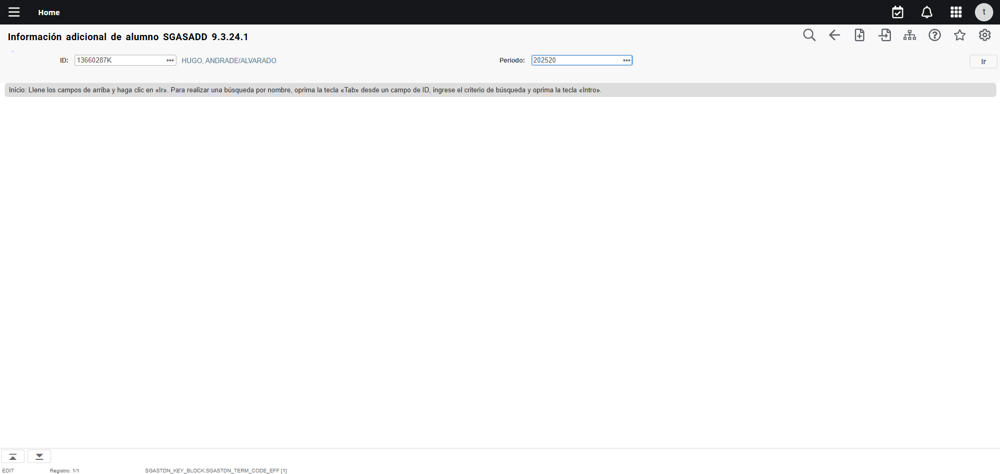 Home
t
Información adicional de alumno SGASADD 9.3.24.1
ID: 13660287K ••• HUGO, ANDRADE/ALVARADO Periodo: 202520 ••• Ir
Inicio: Llene los campos de arriba y haga clic en «Ir». Para realizar una búsqueda por nombre, oprima la tecla «Tab» desde un campo de ID, ingrese el criterio de búsqueda y oprima la tecla «Intro».
EDIT Registro: 1/1 SGASTDN_KEY_BLOCK.SGASTDN_TERM_CODE_EFF [1]